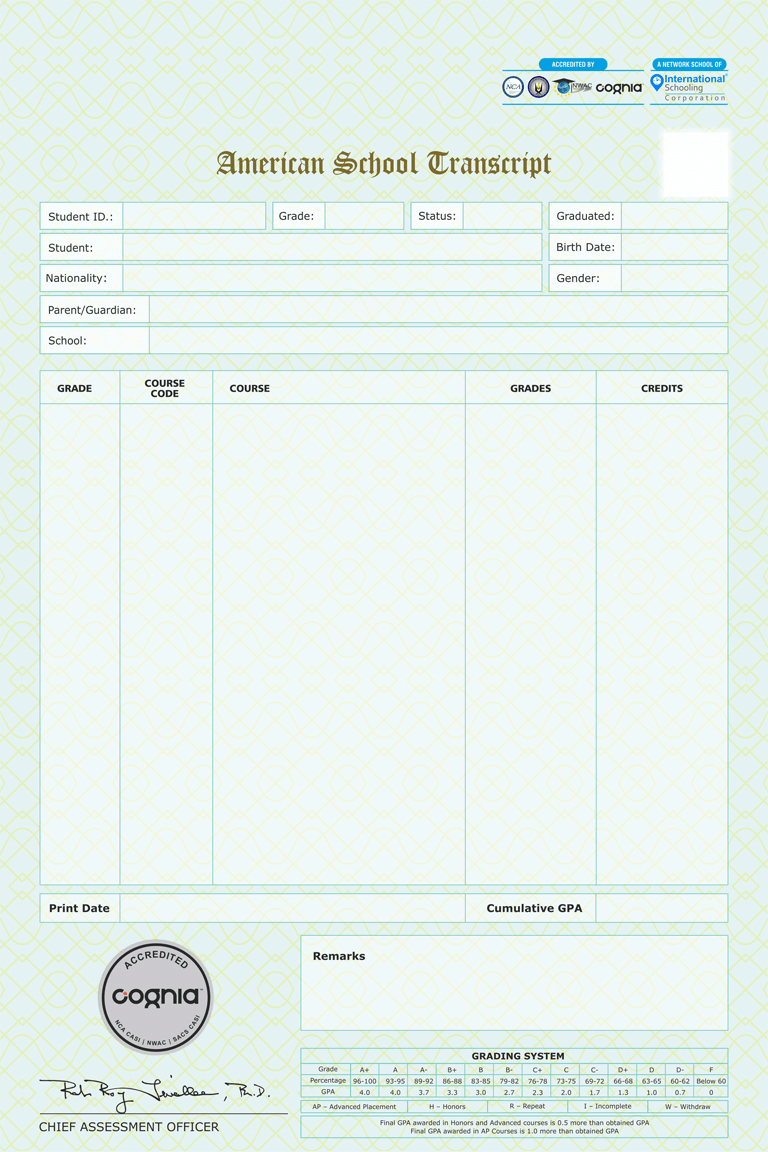 ACCREDITED BY
A NETWORK SCHOOL OF
NCA
NWAC
cognia
International
Schooling
Corporation
American School Transcript
Student ID.:
Grade:
Status:
Graduated:
Student:
Birth Date:
Nationality:
Gender:
Parent/Guardian:
School:
GRADE
COURSE
CODE
COURSE
GRADES
CREDITS
Print Date
Cumulative GPA
ACCREDITED
cognia™
NCA CASI | NWAC | SACS CASI
Remarks
GRADING SYSTEM
Grade A+ A A- B+ B B- C+ C C- D+ D D- F
Percentage 96-100 93-95 89-92 86-88 83-85 79-82 76-78 73-75 69-72 66-68 63-65 60-62 Below 60
GPA 4.0 4.0 3.7 3.3 3.0 2.7 2.3 2.0 1.7 1.3 1.0 0.7 0
AP – Advanced Placement H – Honors R – Repeat I – Incomplete W – Withdraw
Final GPA awarded in Honors and Advanced courses is 0.5 more than obtained GPA
Final GPA awarded in AP Courses is 1.0 more than obtained GPA
Ph.D.
CHIEF ASSESSMENT OFFICER